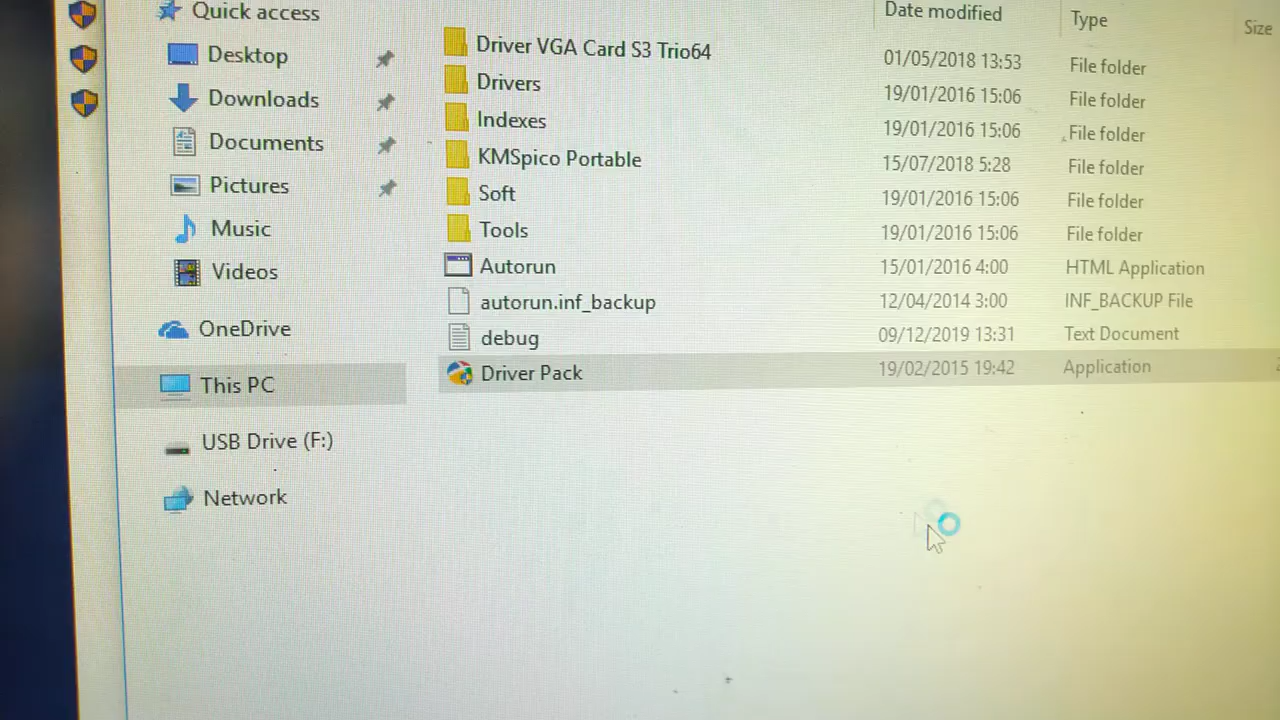 Quick access
Desktop
Downloads
Documents
Pictures
Music
Videos
OneDrive
This PC
USB Drive (F:)
Network
Date modified Type Size
Driver VGA Card S3 Trio64 01/05/2018 13:53 File folder
Drivers 19/01/2016 15:06 File folder
Indexes 19/01/2016 15:06 File folder
KMSpico Portable 15/07/2018 5:28 File folder
Soft 19/01/2016 15:06 File folder
Tools 19/01/2016 15:06 File folder
Autorun 15/01/2016 4:00 HTML Application
autorun.inf_backup 12/04/2014 3:00 INF_BACKUP File
debug 09/12/2019 13:31 Text Document
Driver Pack 19/02/2015 19:42 Application